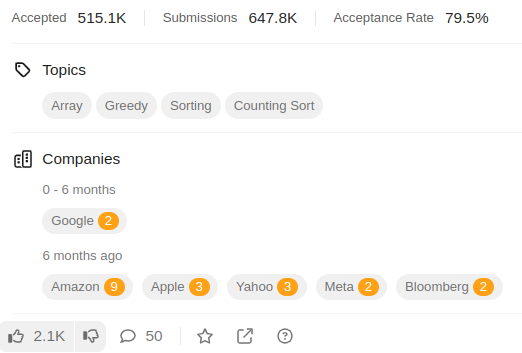 Accepted 515.1K Submissions 647.8K Acceptance Rate 79.5%
Topics
Array Greedy Sorting Counting Sort
Companies
0 - 6 months
Google 2
6 months ago
Amazon 9 Apple 3 Yahoo 3 Meta 2 Bloomberg 2
2.1K 50 ?